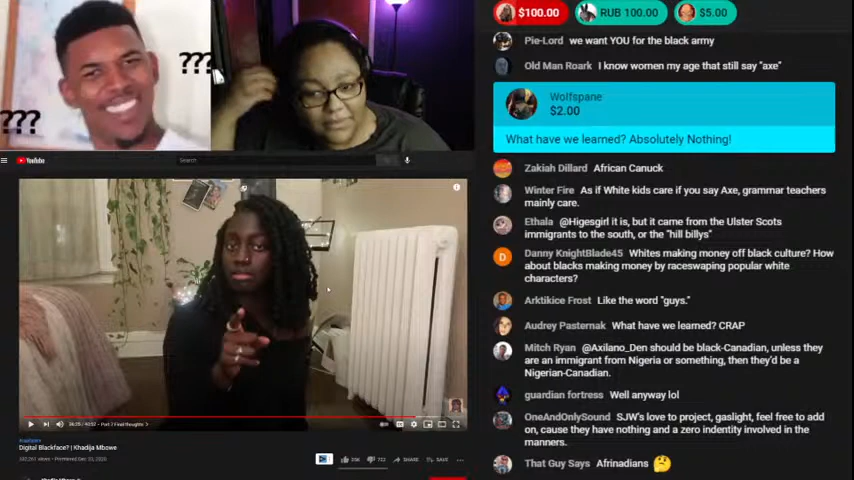 ???
???
$100.00
RUB 100.00
$5.00
Pie-Lord we want YOU for the black army
Old Man Roark I know women my age that still say "axe"
Wolfspane
$2.00
What have we learned? Absolutely Nothing!
Zakiah Dillard African Canuck
Winter Fire As if White kids care if you say Axe, grammar teachers
mainly care.
Ethala @Higesgirl it is, but it came from the Ulster Scots
immigrants to the south, or the "hill billys"
Danny KnightBlade45 Whites making money off black culture? How
about blacks making money by raceswapping popular white
characters?
Arktikice Frost Like the word "guys."
Audrey Pasternak What have we learned? CRAP
Mitch Ryan @Axilano_Den should be black-Canadian, unless they
are an immigrant from Nigeria or something, then they'd be a
Nigerian-Canadian.
guardian fortress Well anyway lol
OneAndOnlySound SJW's love to project, gaslight, feel free to add
on, cause they have nothing and a zero indentity involved in the
manners.
That Guy Says Afrinadians
YouTube
Search
Final thoughts >
Digital Blackface? | Khadija Mbowe
SHARE
SAVE